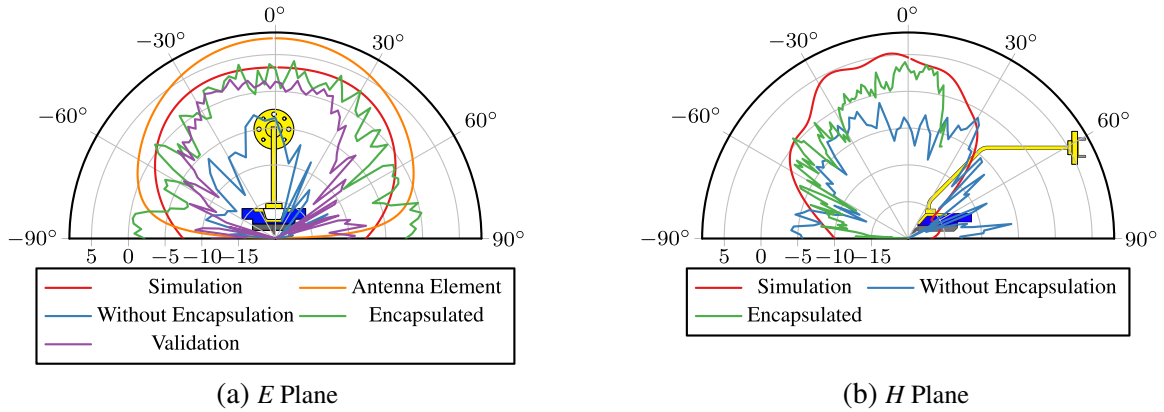 0°
−30° 30°
−60° 60°
−90° 90°
5 0 −5 −10 −15
Simulation Antenna Element
Without Encapsulation Encapsulated
Validation
(a) E Plane
0°
−30° 30°
−60° 60°
−90° 90°
5 0 −5 −10 −15
Simulation Without Encapsulation
Encapsulated
(b) H Plane